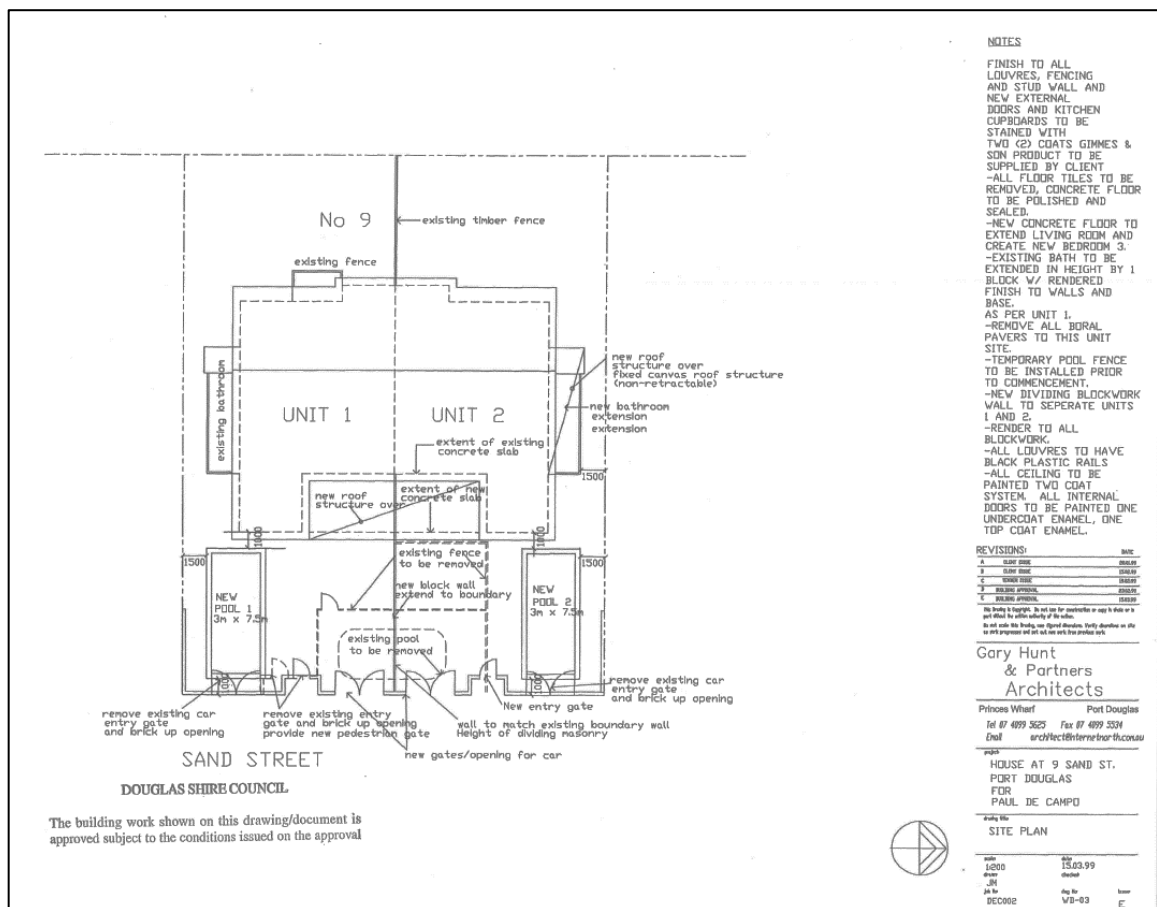 No 9
existing timber fence
existing fence
new roof
structure over
fixed canvas roof structure
(non-retractable)
existing bathroom
UNIT 1
UNIT 2
new bathroom
extension
extension
extent of existing
concrete slab
new roof
structure over
extent of new
concrete slab
1500
1000
1000
existing fence
to be removed
1500
1500
new block wall
extend to boundary
NEW
POOL 1
3m x 7.5m
NEW
POOL 2
3m x 7.5m
existing pool
to be removed
1000
1000
New entry gate
remove existing car
entry gate
and brick up opening
remove existing car
entry gate
and brick up opening
remove existing entry
gate and brick up opening
provide new pedestrian gate
wall to match existing boundary wall
Height of dividing masonry
new gates/opening for car
SAND STREET
DOUGLAS SHIRE COUNCIL
The building work shown on this drawing/document is
approved subject to the conditions issued on the approval
NOTES
FINISH TO ALL
LOUVRES, FENCING
AND STUD WALL AND
NEW EXTERNAL
DOORS AND KITCHEN
CUPBOARDS TO BE
STAINED WITH
TWO (2) COATS GIMMES &
SON PRODUCT TO BE
SUPPLIED BY CLIENT
-ALL FLOOR TILES TO BE
REMOVED, CONCRETE FLOOR
TO BE POLISHED AND
SEALED.
-NEW CONCRETE FLOOR TO
EXTEND LIVING ROOM AND
CREATE NEW BEDROOM 3.
-EXISTING BATH TO BE
EXTENDED IN HEIGHT BY 1
BLOCK W/ RENDERED
FINISH TO WALLS AND
BASE.
AS PER UNIT 1.
-REMOVE ALL BORAL
PAVERS TO THIS UNIT
SITE.
-TEMPORARY POOL FENCE
TO BE INSTALLED PRIOR
TO COMMENCEMENT.
-NEW DIVIDING BLOCKWORK
WALL TO SEPERATE UNITS
1 AND 2.
-RENDER TO ALL
BLOCKWORK.
-ALL LOUVRES TO HAVE
BLACK PLASTIC RAILS
-ALL CEILING TO BE
PAINTED TWO COAT
SYSTEM. ALL INTERNAL
DOORS TO BE PAINTED ONE
UNDERCOAT ENAMEL, ONE
TOP COAT ENAMEL.
REVISIONS: DATE
A CLIENT ISSUE
B CLIENT ISSUE
C TENDER ISSUE
D BUILDING APPROVAL
E BUILDING APPROVAL
Gary Hunt
& Partners
Architects
Princes Wharf Port Douglas
Tel 07 4099 5625 Fax 07 4099 5534
Email architect@internetnorth.com.au
project
HOUSE AT 9 SAND ST.
PORT DOUGLAS
FOR
PAUL DE CAMPO
drawing title
SITE PLAN
scale date
1:200 15.03.99
drawn checked
JM
job No dwg No issue
DEC002 WD-03 E